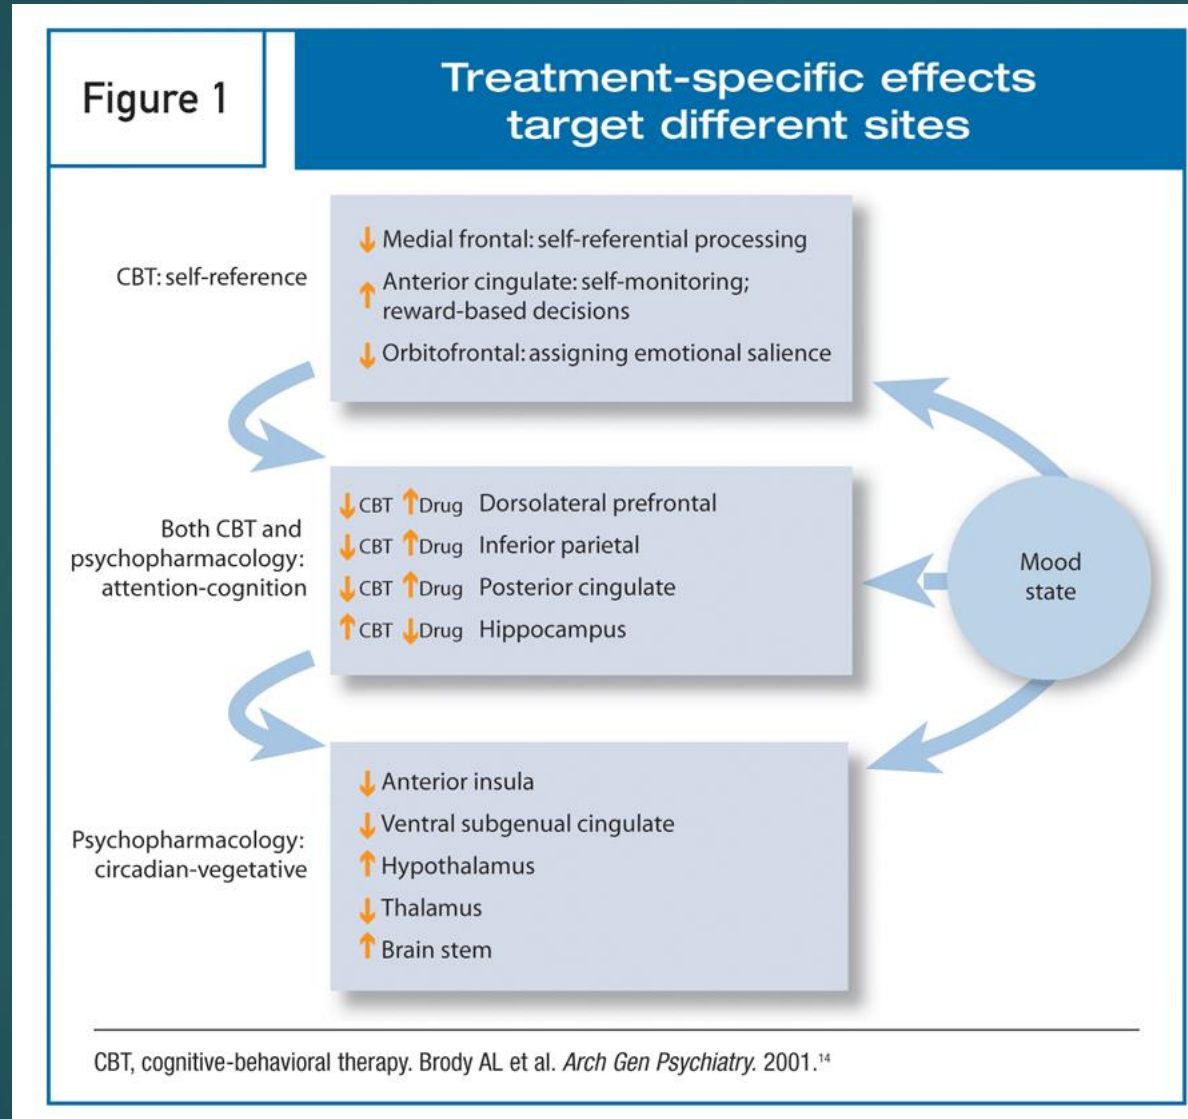 Figure 1
Treatment-specific effects
target different sites
CBT: self-reference
↓ Medial frontal: self-referential processing
↑ Anterior cingulate: self-monitoring;
reward-based decisions
↓ Orbitofrontal: assigning emotional salience
Both CBT and
psychopharmacology:
attention-cognition
↓ CBT ↑ Drug Dorsolateral prefrontal
↓ CBT ↑ Drug Inferior parietal
↓ CBT ↑ Drug Posterior cingulate
↑ CBT ↓ Drug Hippocampus
Mood
state
Psychopharmacology:
circadian-vegetative
↓ Anterior insula
↓ Ventral subgenual cingulate
↑ Hypothalamus
↓ Thalamus
↑ Brain stem
CBT, cognitive-behavioral therapy. Brody AL et al. Arch Gen Psychiatry. 2001.¹⁴